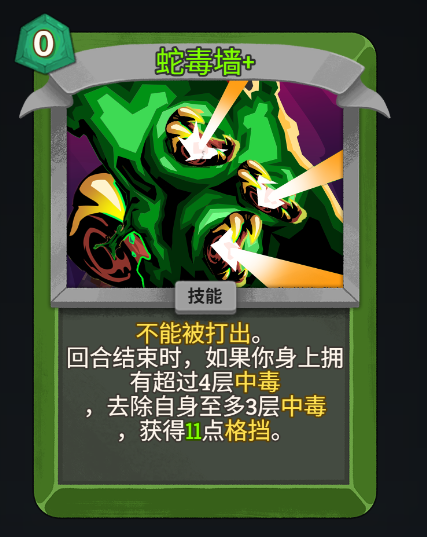 0
蛇毒墙+
技能
不能被打出。
回合结束时，如果你身上拥
有超过4层中毒
，去除自身至多3层中毒
，获得11点格挡。